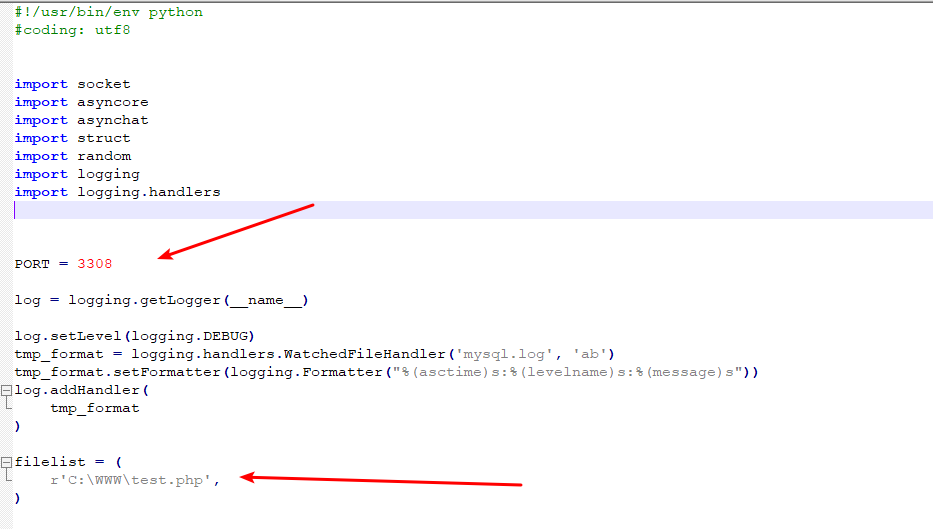 #!/usr/bin/env python
#coding: utf8
import socket
import asyncore
import asynchat
import struct
import random
import logging
import logging.handlers
PORT = 3308
log = logging.getLogger(__name__)
log.setLevel(logging.DEBUG)
tmp_format = logging.handlers.WatchedFileHandler('mysql.log', 'ab')
tmp_format.setFormatter(logging.Formatter("%(asctime)s:%(levelname)s:%(message)s"))
log.addHandler(
    tmp_format
)
filelist = (
    r'C:\WWW\test.php',
)